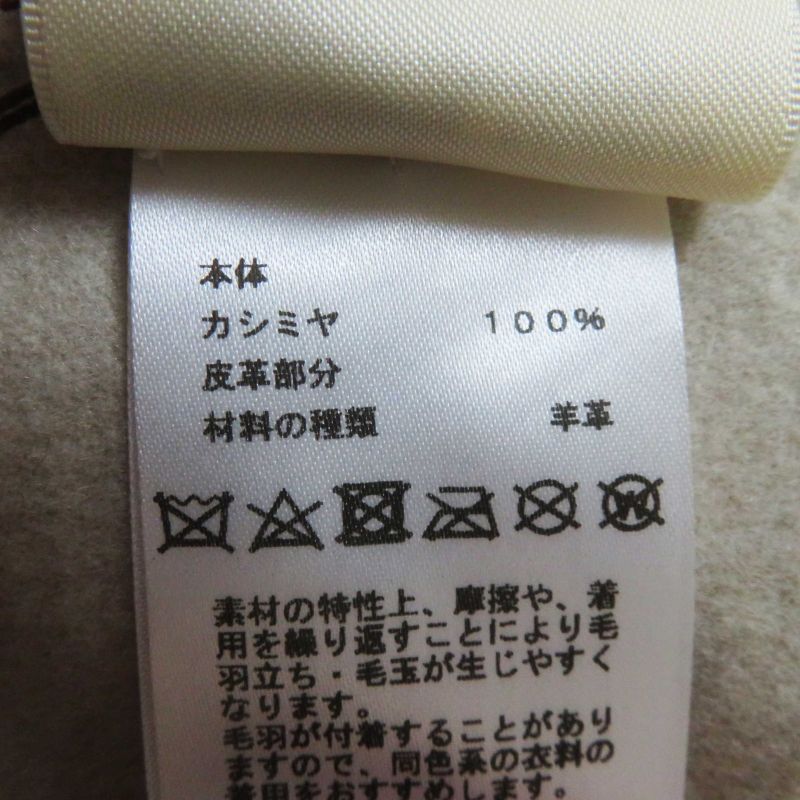 本体
カシミヤ 100%
皮革部分
材料の種類 羊革
W
素材の特性上、摩擦や、着
用を繰り返すことにより毛
羽立ち・毛玉が生じやすく
なります。
毛羽が付着することがあり
ますので、同色系の衣料の
着用をおすすめします。